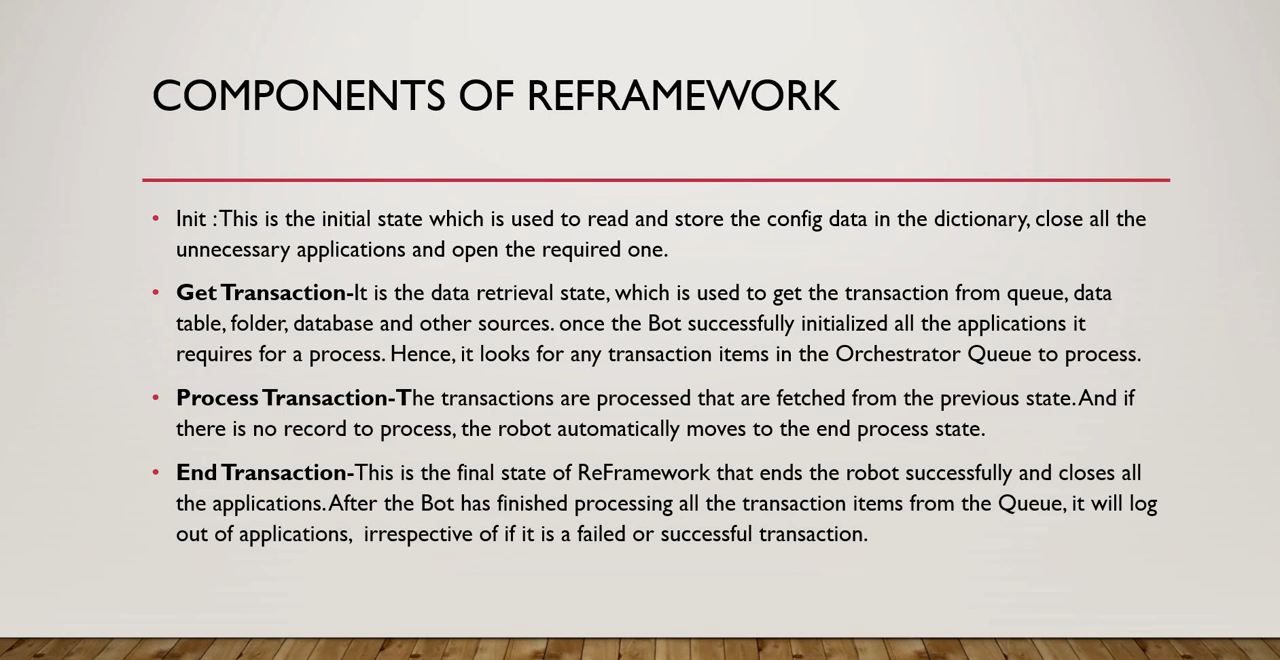 COMPONENTS OF REFRAMEWORK
• Init : This is the initial state which is used to read and store the config data in the dictionary, close all the
unnecessary applications and open the required one.
• Get Transaction-It is the data retrieval state, which is used to get the transaction from queue, data
table, folder, database and other sources. once the Bot successfully initialized all the applications it
requires for a process. Hence, it looks for any transaction items in the Orchestrator Queue to process.
• Process Transaction-The transactions are processed that are fetched from the previous state. And if
there is no record to process, the robot automatically moves to the end process state.
• End Transaction-This is the final state of ReFramework that ends the robot successfully and closes all
the applications. After the Bot has finished processing all the transaction items from the Queue, it will log
out of applications,  irrespective of if it is a failed or successful transaction.